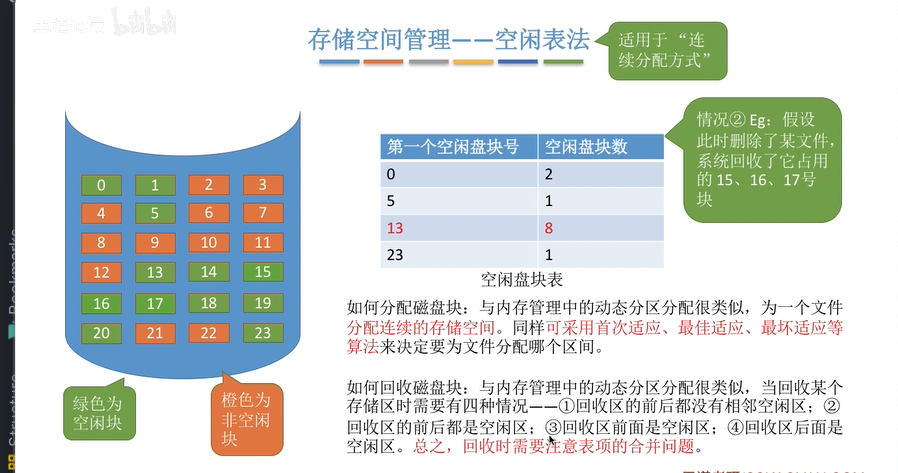 存储空间管理——空闲表法
适用于“连
续分配方式”
情况② Eg：假设
此时删除了某文件，
系统回收了它占用
的 15、16、17号
块
第一个空闲盘块号 空闲盘块数
0 2
5 1
13 8
23 1
空闲盘块表
0 1 2 3
4 5 6 7
8 9 10 11
12 13 14 15
16 17 18 19
20 21 22 23
绿色为
空闲块
橙色为
非空闲
块
如何分配磁盘块：与内存管理中的动态分区分配很类似，为一个文件
分配连续的存储空间。同样可采用首次适应、最佳适应、最坏适应等
算法来决定要为文件分配哪个区间。
如何回收磁盘块：与内存管理中的动态分区分配很类似，当回收某个
存储区时需要有四种情况——①回收区的前后都没有相邻空闲区；②
回收区的前后都是空闲区；③回收区前面是空闲区；④回收区后面是
空闲区。总之，回收时需要注意表项的合并问题。
Bookmarks
Structure
bilibili